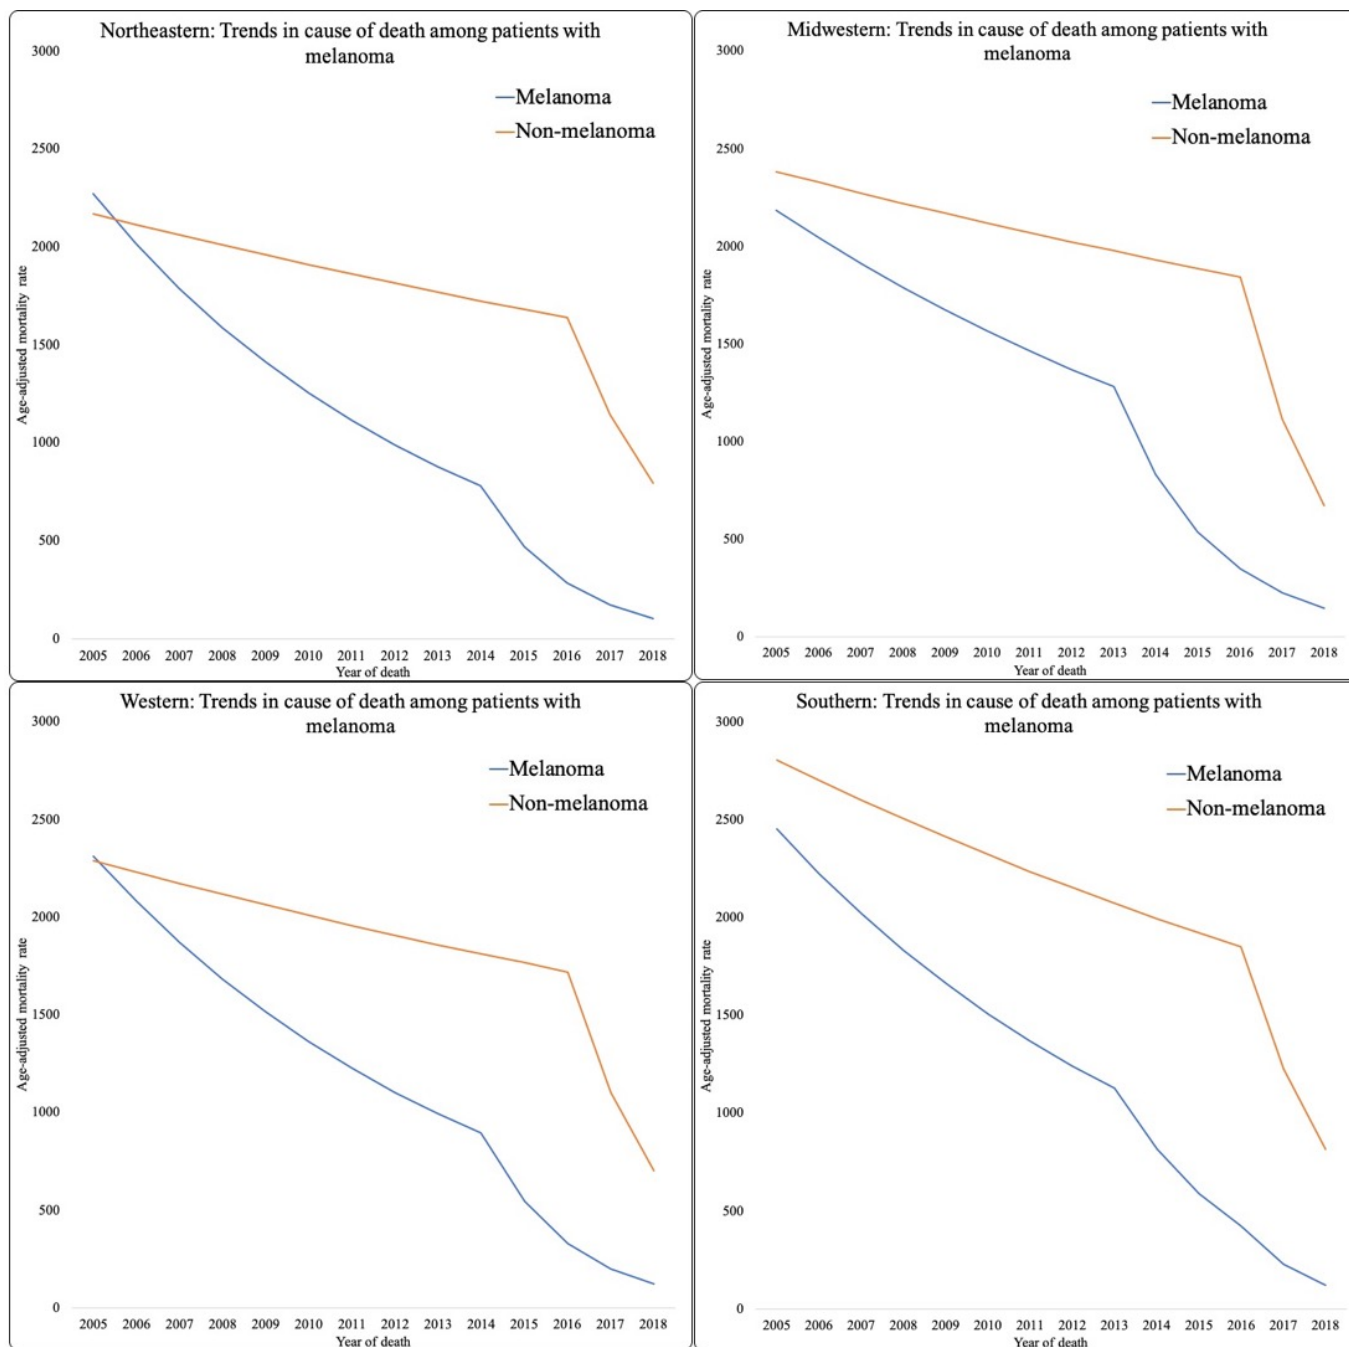 Northeastern: Trends in cause of death among patients with
melanoma
3000
Melanoma
Non-melanoma
2500
2000
1500
1000
500
0
Age-adjusted mortality rate
2005 2006 2007 2008 2009 2010 2011 2012 2013 2014 2015 2016 2017 2018
Year of death
Midwestern: Trends in cause of death among patients with
melanoma
3000
Melanoma
Non-melanoma
2500
2000
1500
1000
500
0
Age-adjusted mortality rate
2005 2006 2007 2008 2009 2010 2011 2012 2013 2014 2015 2016 2017 2018
Year of death
Western: Trends in cause of death among patients with
melanoma
3000
Melanoma
Non-melanoma
2500
2000
1500
1000
500
0
Age-adjusted mortality rate
2005 2006 2007 2008 2009 2010 2011 2012 2013 2014 2015 2016 2017 2018
Year of death
Southern: Trends in cause of death among patients with
melanoma
3000
Melanoma
Non-melanoma
2500
2000
1500
1000
500
0
Age-adjusted mortality rate
2005 2006 2007 2008 2009 2010 2011 2012 2013 2014 2015 2016 2017 2018
Year of death